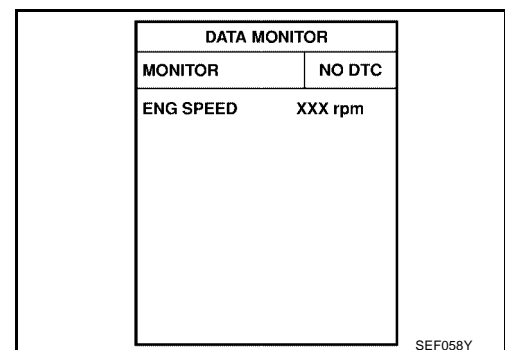 DATA MONITOR
MONITOR NO DTC
ENG SPEED XXX rpm
SEF058Y